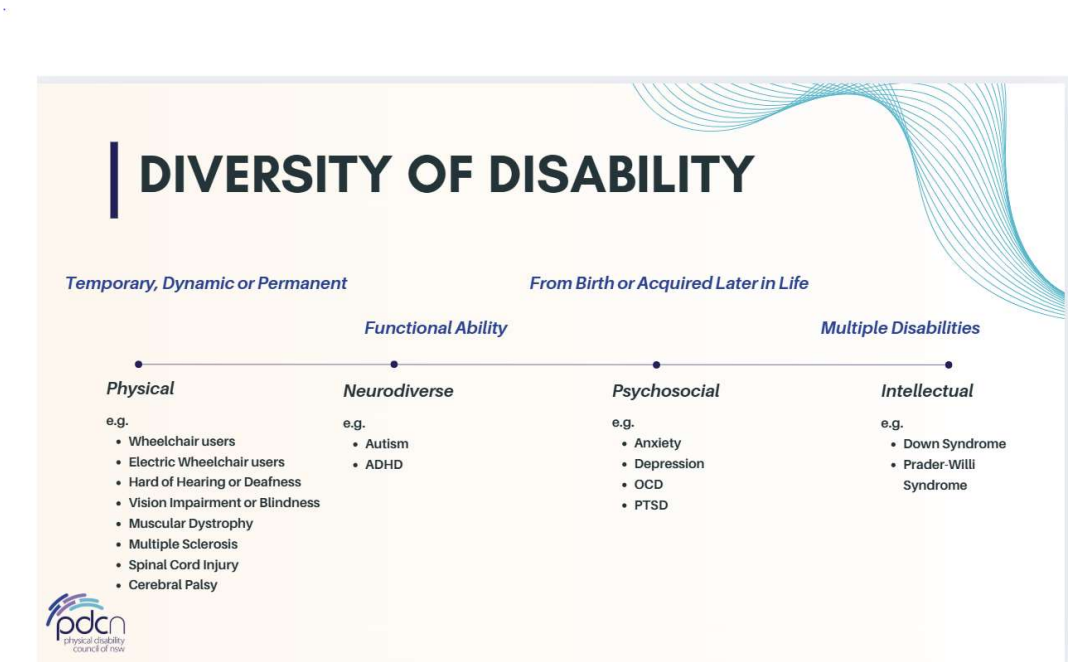 DIVERSITY OF DISABILITY
Temporary, Dynamic or Permanent
From Birth or Acquired Later in Life
Functional Ability
Multiple Disabilities
Physical
e.g.
• Wheelchair users
• Electric Wheelchair users
• Hard of Hearing or Deafness
• Vision Impairment or Blindness
• Muscular Dystrophy
• Multiple Sclerosis
• Spinal Cord Injury
• Cerebral Palsy
Neurodiverse
e.g.
• Autism
• ADHD
Psychosocial
e.g.
• Anxiety
• Depression
• OCD
• PTSD
Intellectual
e.g.
• Down Syndrome
• Prader-Willi
Syndrome
pdcn
physical disability
council of nsw